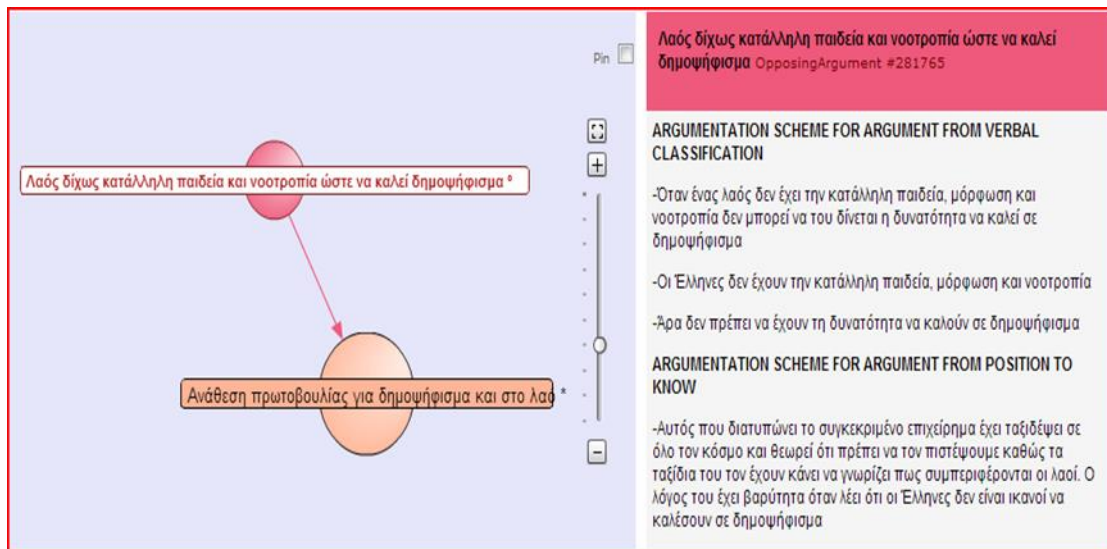 Pin
Λαός δίχως κατάλληλη παιδεία και νοοτροπία ώστε να καλεί δημοψήφισμα °
+
Ανάθεση πρωτοβουλίας για δημοψήφισμα και στο λαό *
−
Λαός δίχως κατάλληλη παιδεία και νοοτροπία ώστε να καλεί
δημοψήφισμα OpposingArgument #281765
ARGUMENTATION SCHEME FOR ARGUMENT FROM VERBAL
CLASSIFICATION
-Όταν ένας λαός δεν έχει την κατάλληλη παιδεία, μόρφωση και
νοοτροπία δεν μπορεί να του δίνεται η δυνατότητα να καλεί σε
δημοψήφισμα
-Οι Έλληνες δεν έχουν την κατάλληλη παιδεία, μόρφωση και νοοτροπία
-Άρα δεν πρέπει να έχουν τη δυνατότητα να καλούν σε δημοψήφισμα
ARGUMENTATION SCHEME FOR ARGUMENT FROM POSITION TO
KNOW
-Αυτός που διατυπώνει το συγκεκριμένο επιχείρημα έχει ταξιδέψει σε
όλο τον κόσμο και θεωρεί ότι πρέπει να τον πιστέψουμε καθώς τα
ταξίδια του τον έχουν κάνει να γνωρίζει πως συμπεριφέρονται οι λαοί. Ο
λόγος του έχει βαρύτητα όταν λέει ότι οι Έλληνες δεν είναι ικανοί να
καλέσουν σε δημοψήφισμα